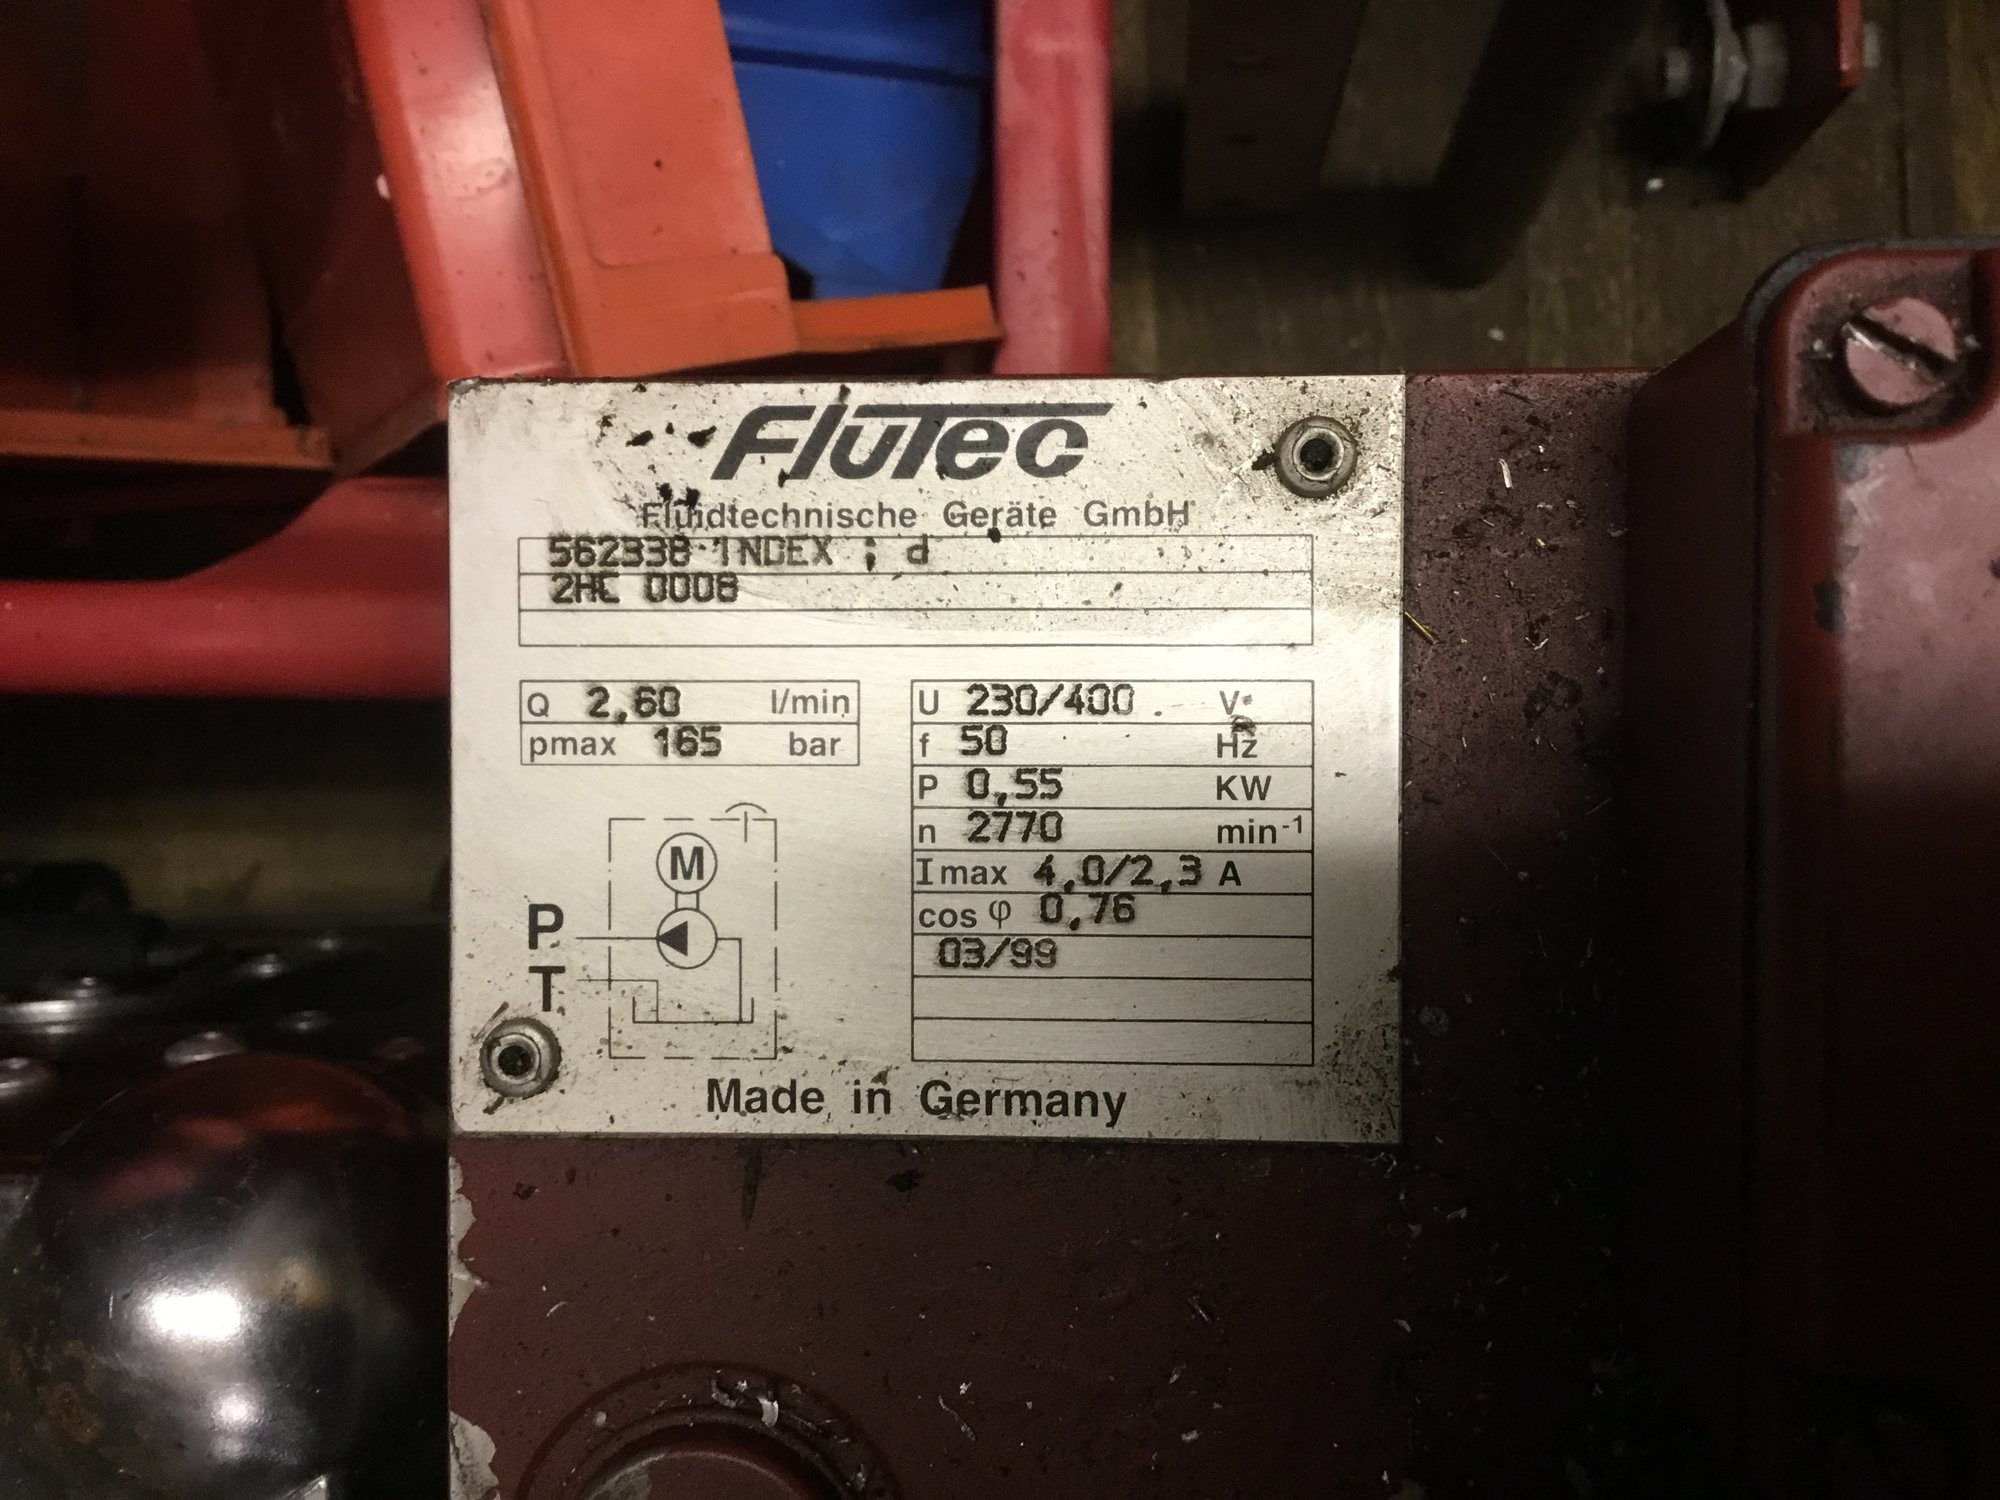 FluTec
Fluidtechnische Geräte GmbH
562338 INDEX : d
2HC 0008
Q 2,60 l/min
pmax 165 bar
U 230/400 V
f 50 Hz
P 0,55 KW
n 2770 min-1
I max 4,0/2,3 A
cos φ 0,76
03/99
M
P
T
Made in Germany